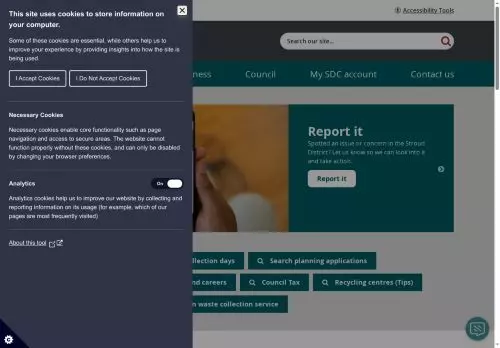 This site uses cookies to store information on
your computer.
Some of these cookies are essential, while others help us to
improve your experience by providing insights into how the site is
being used.
I Accept Cookies
I Do Not Accept Cookies
Necessary Cookies
Necessary cookies enable core functionality such as page
navigation and access to secure areas. The website cannot
function properly without these cookies, and can only be disabled
by changing your browser preferences.
Analytics
On
Analytics cookies help us to improve our website by collecting and
reporting information on its usage (for example, which of our
pages are most frequently visited)
About this tool
Accessibility Tools
Search our site...
ness
Council
My SDC account
Contact us
Report it
Spotted an issue or concern in the Stroud
District? Let us know so we can look into it
and take action.
Report it
llection days
Search planning applications
nd careers
Council Tax
Recycling centres (Tips)
n waste collection service